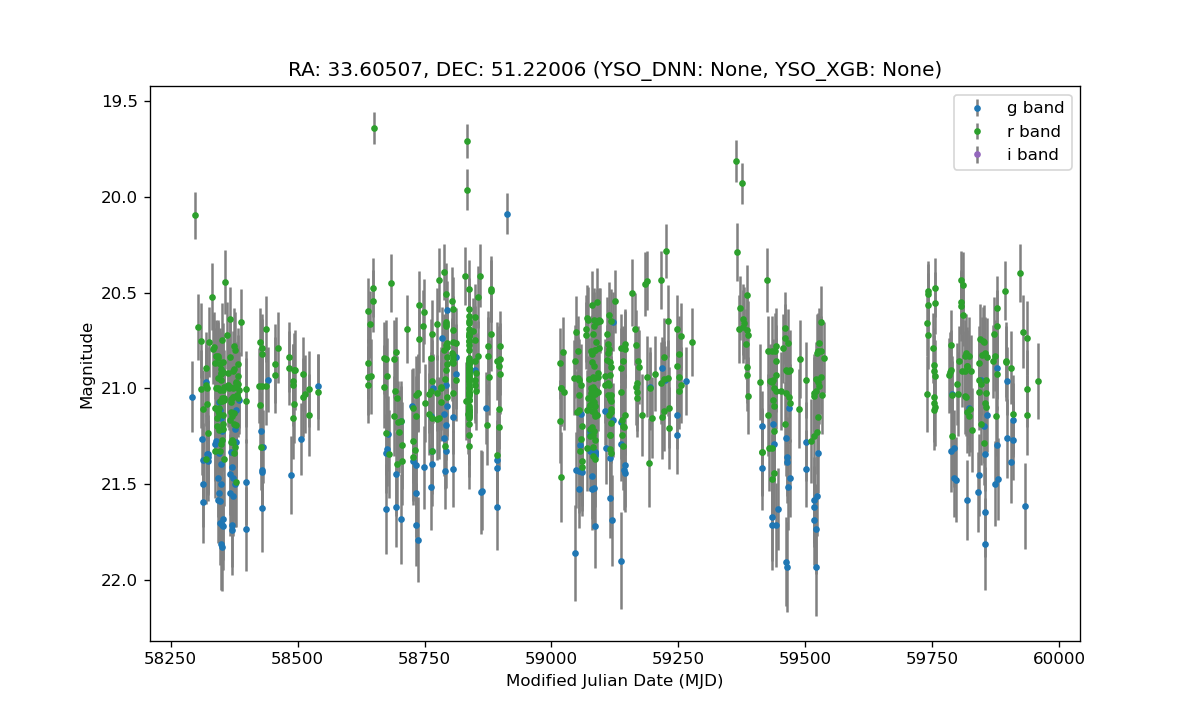 RA: 33.60507, DEC: 51.22006 (YSO_DNN: None, YSO_XGB: None)
g band
r band
i band
19.5
20.0
20.5
21.0
21.5
22.0
Magnitude
58250 58500 58750 59000 59250 59500 59750 60000
Modified Julian Date (MJD)